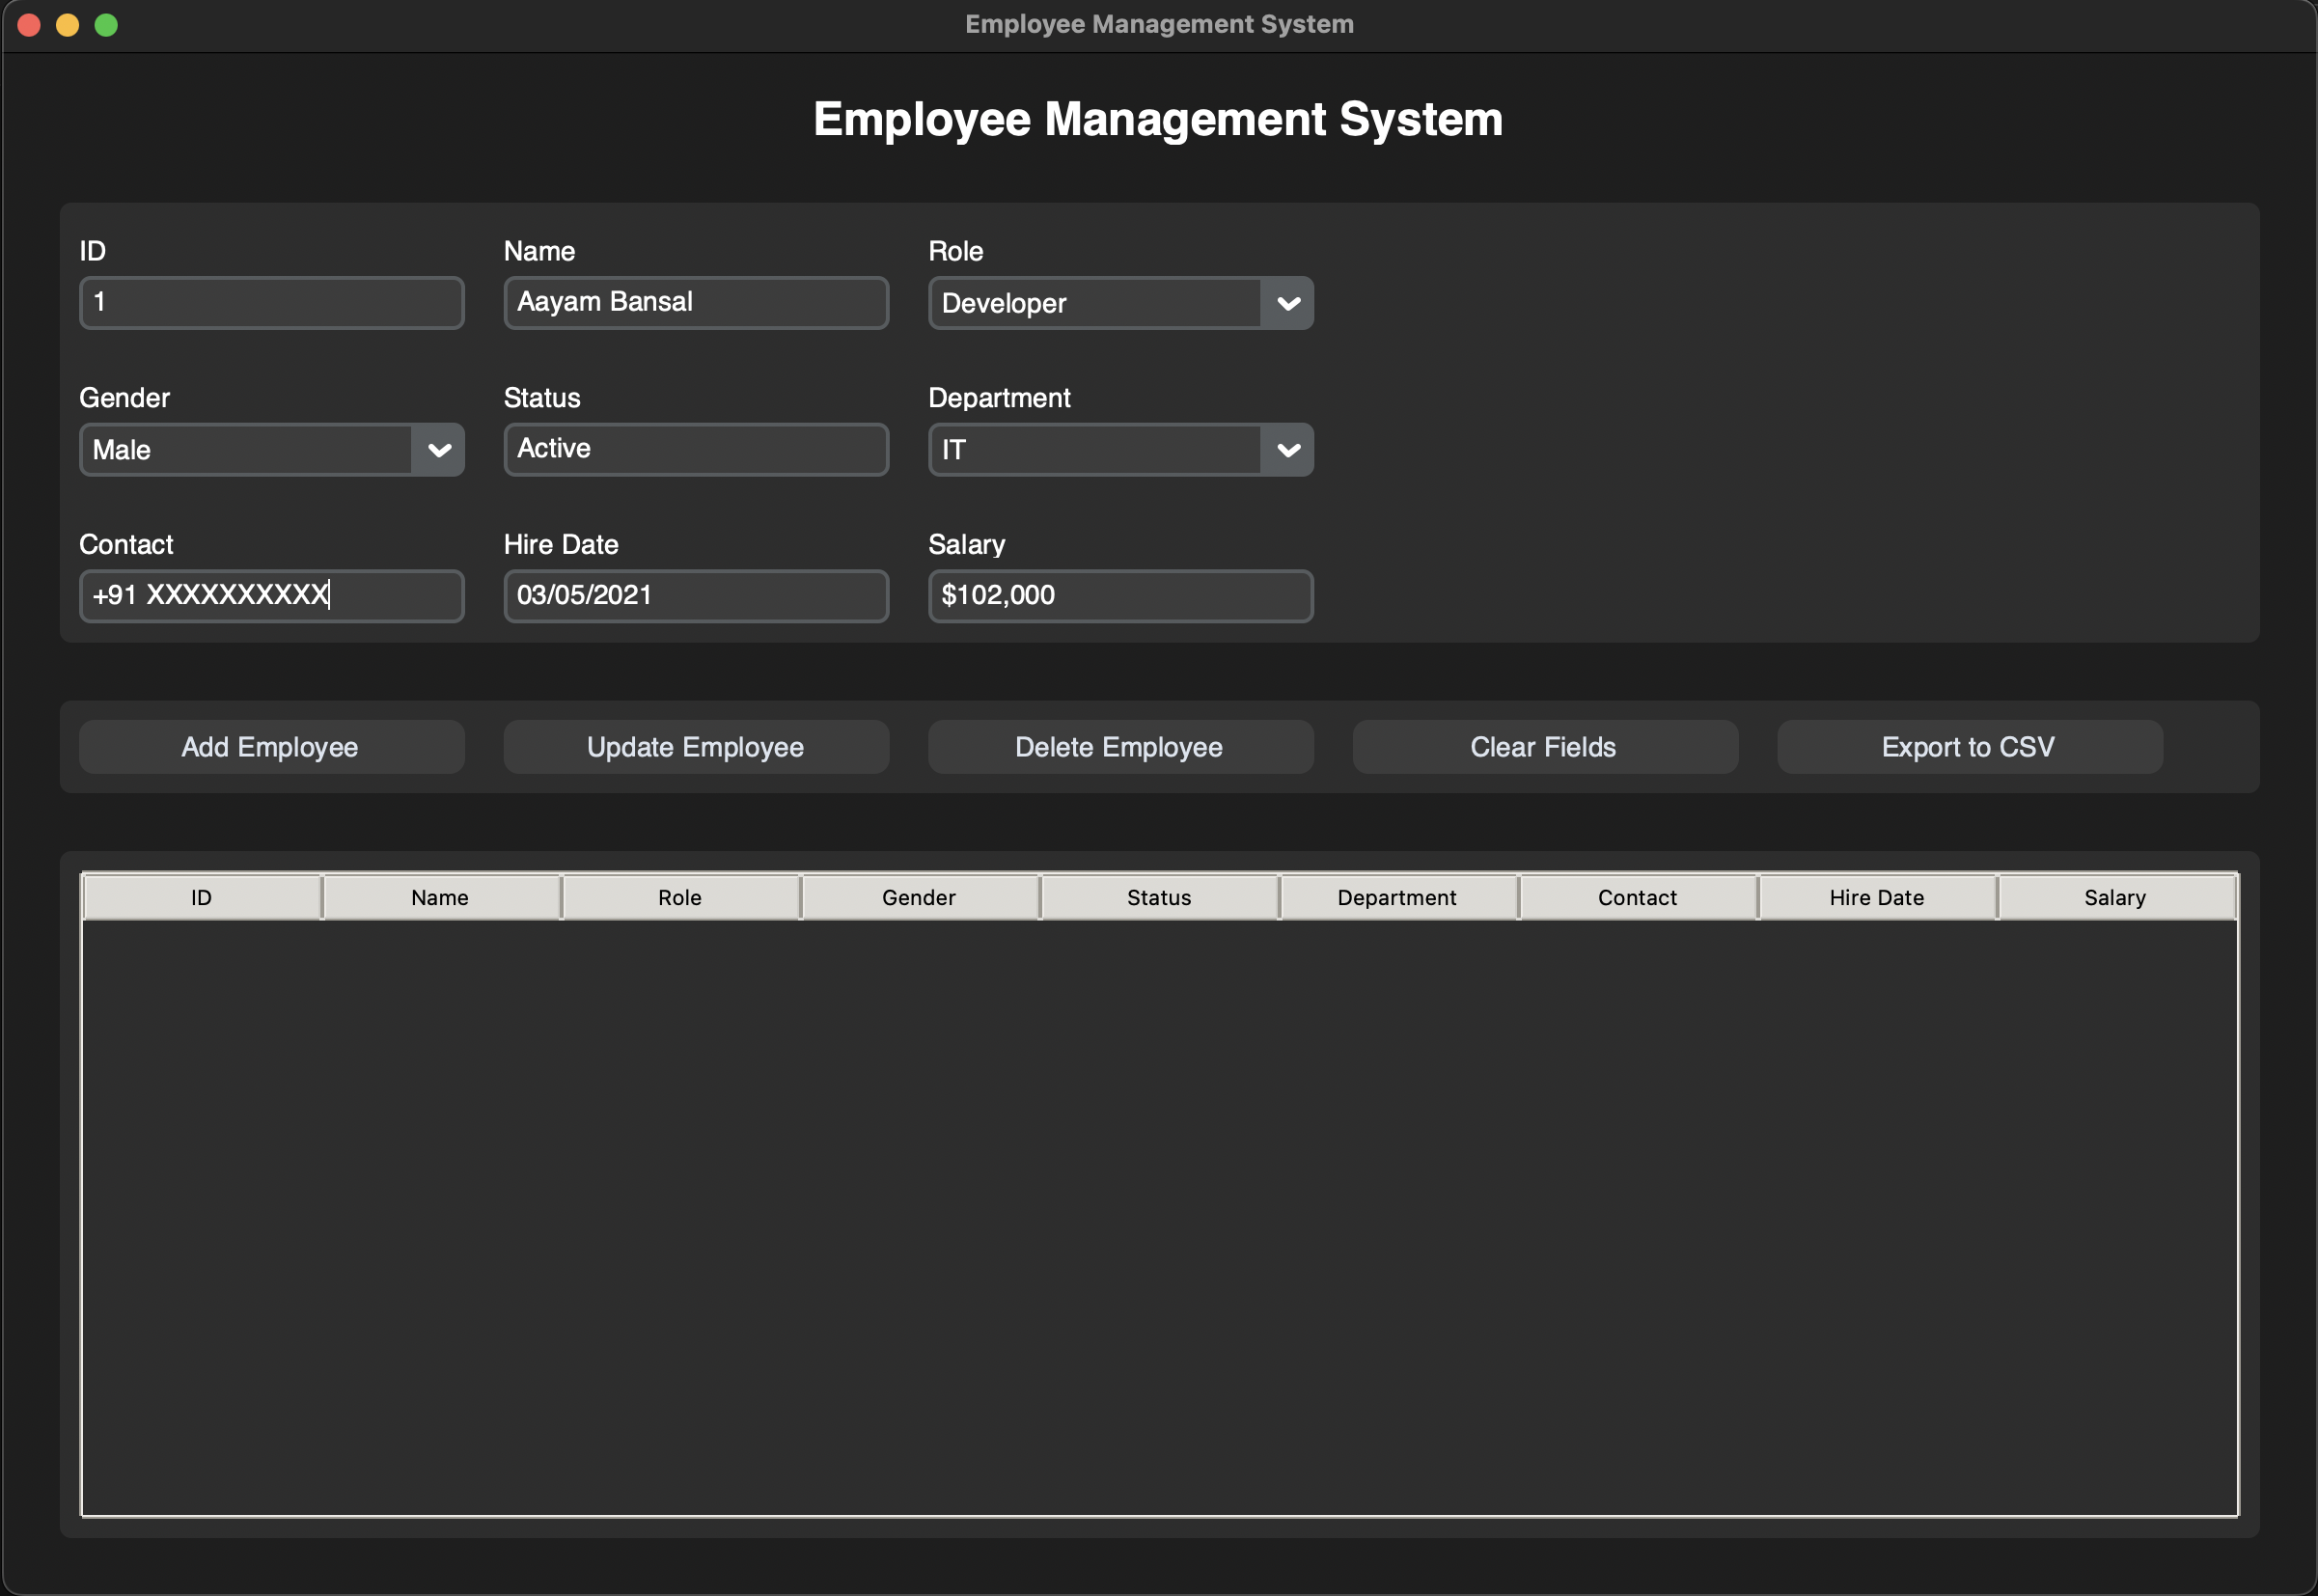 Employee Management System
Employee Management System
ID Name Role
1 Aayam Bansal Developer
Gender Status Department
Male Active IT
Contact Hire Date Salary
+91 XXXXXXXXXX 03/05/2021 $102,000
Add Employee Update Employee Delete Employee Clear Fields Export to CSV
ID Name Role Gender Status Department Contact Hire Date Salary